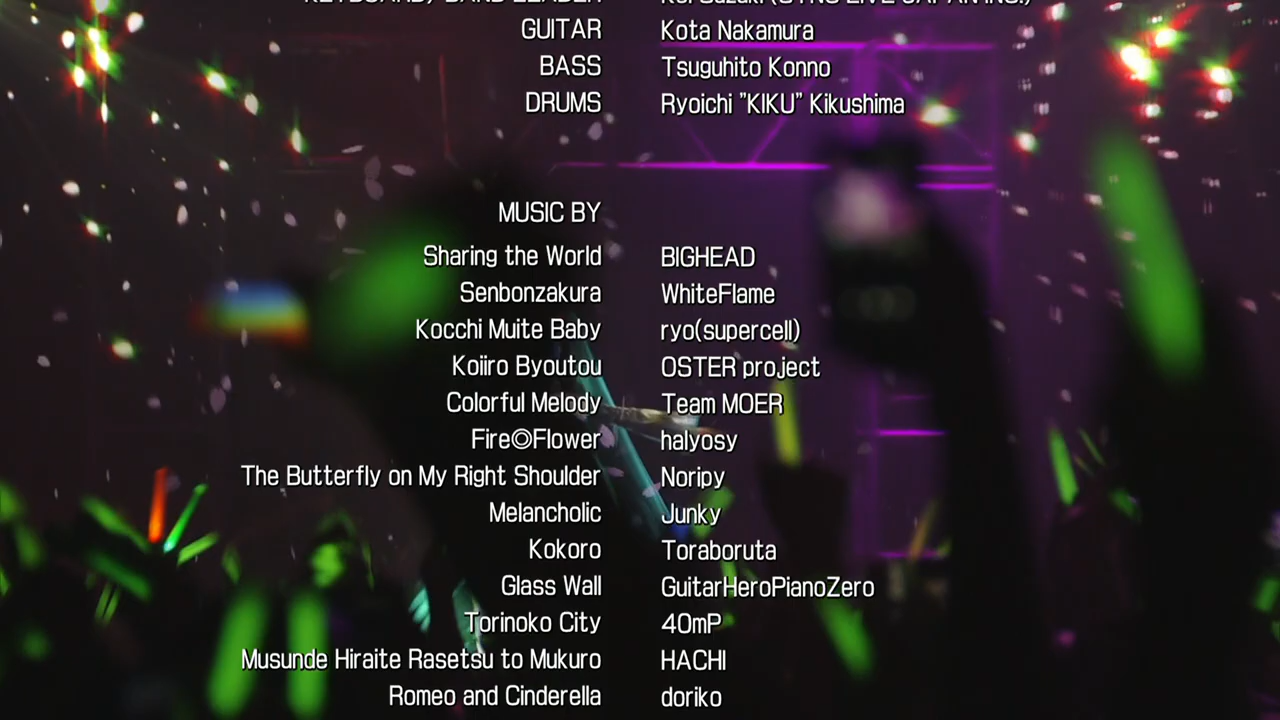 GUITAR Kota Nakamura
BASS Tsuguhito Konno
DRUMS Ryoichi "KIKU" Kikushima
MUSIC BY
Sharing the World BIGHEAD
Senbonzakura WhiteFlame
Kocchi Muite Baby ryo(supercell)
Koiiro Byoutou OSTER project
Colorful Melody Team MOER
Fire◎Flower halyosy
The Butterfly on My Right Shoulder Noripy
Melancholic Junky
Kokoro Toraboruta
Glass Wall GuitarHeroPianoZero
Torinoko City 40mP
Musunde Hiraite Rasetsu to Mukuro HACHI
Romeo and Cinderella doriko